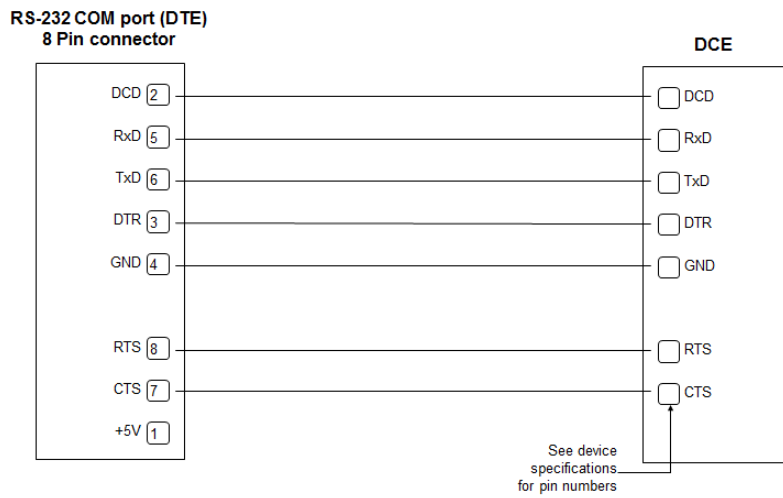 RS-232 COM port (DTE)
8 Pin connector
DCE
DCD 2 DCD
RxD 5 RxD
TxD 6 TxD
DTR 3 DTR
GND 4 GND
RTS 8 RTS
CTS 7 CTS
+5V 1
See device
specifications
for pin numbers